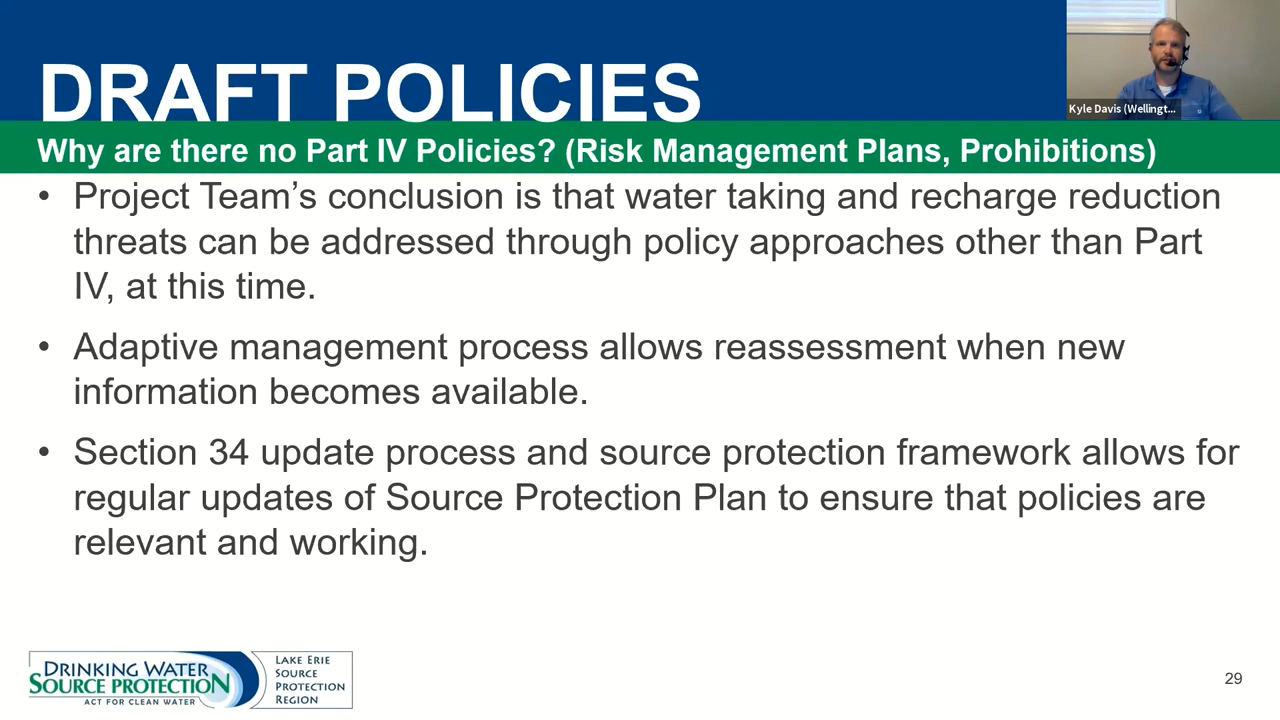 DRAFT POLICIES
Kyle Davis (Wellingt...
Why are there no Part IV Policies? (Risk Management Plans, Prohibitions)
• Project Team’s conclusion is that water taking and recharge reduction
threats can be addressed through policy approaches other than Part
IV, at this time.
• Adaptive management process allows reassessment when new
information becomes available.
• Section 34 update process and source protection framework allows for
regular updates of Source Protection Plan to ensure that policies are
relevant and working.
DRINKING WATER
SOURCE PROTECTION
ACT FOR CLEAN WATER
LAKE ERIE
SOURCE
PROTECTION
REGION
29